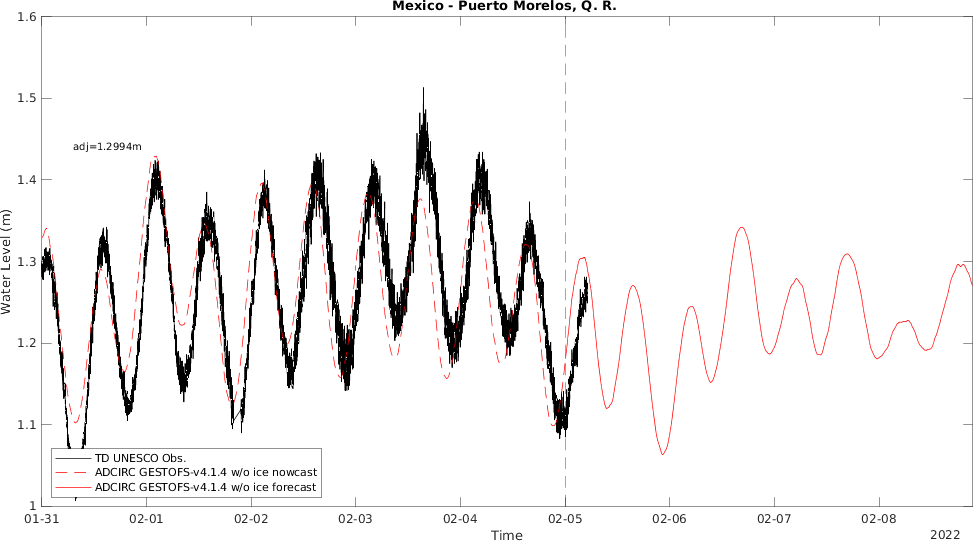 Mexico - Puerto Morelos, Q. R.
1.6
1.5
1.4
1.3
1.2
1.1
1
Water Level (m)
adj=1.2994m
TD UNESCO Obs.
ADCIRC GESTOFS-v4.1.4 w/o ice nowcast
ADCIRC GESTOFS-v4.1.4 w/o ice forecast
01-31 02-01 02-02 02-03 02-04 02-05 02-06 02-07 02-08
Time
2022